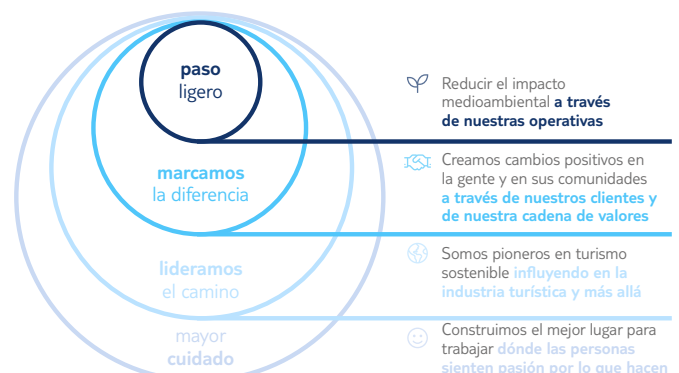 paso
ligero
Reducir el impacto
medioambiental a través
de nuestras operativas
marcamos
la diferencia
Creamos cambios positivos en
la gente y en sus comunidades
a través de nuestros clientes y
de nuestra cadena de valores
lideramos
el camino
Somos pioneros en turismo
sostenible influyendo en la
industria turística y más allá
mayor
cuidado
Construimos el mejor lugar para
trabajar dónde las personas
sienten pasión por lo que hacen